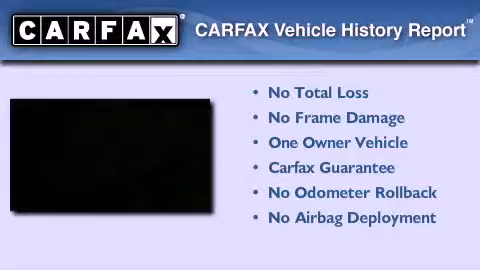 CARFAX® CARFAX Vehicle History Report™
• No Total Loss
• No Frame Damage
• One Owner Vehicle
• Carfax Guarantee
• No Odometer Rollback
• No Airbag Deployment